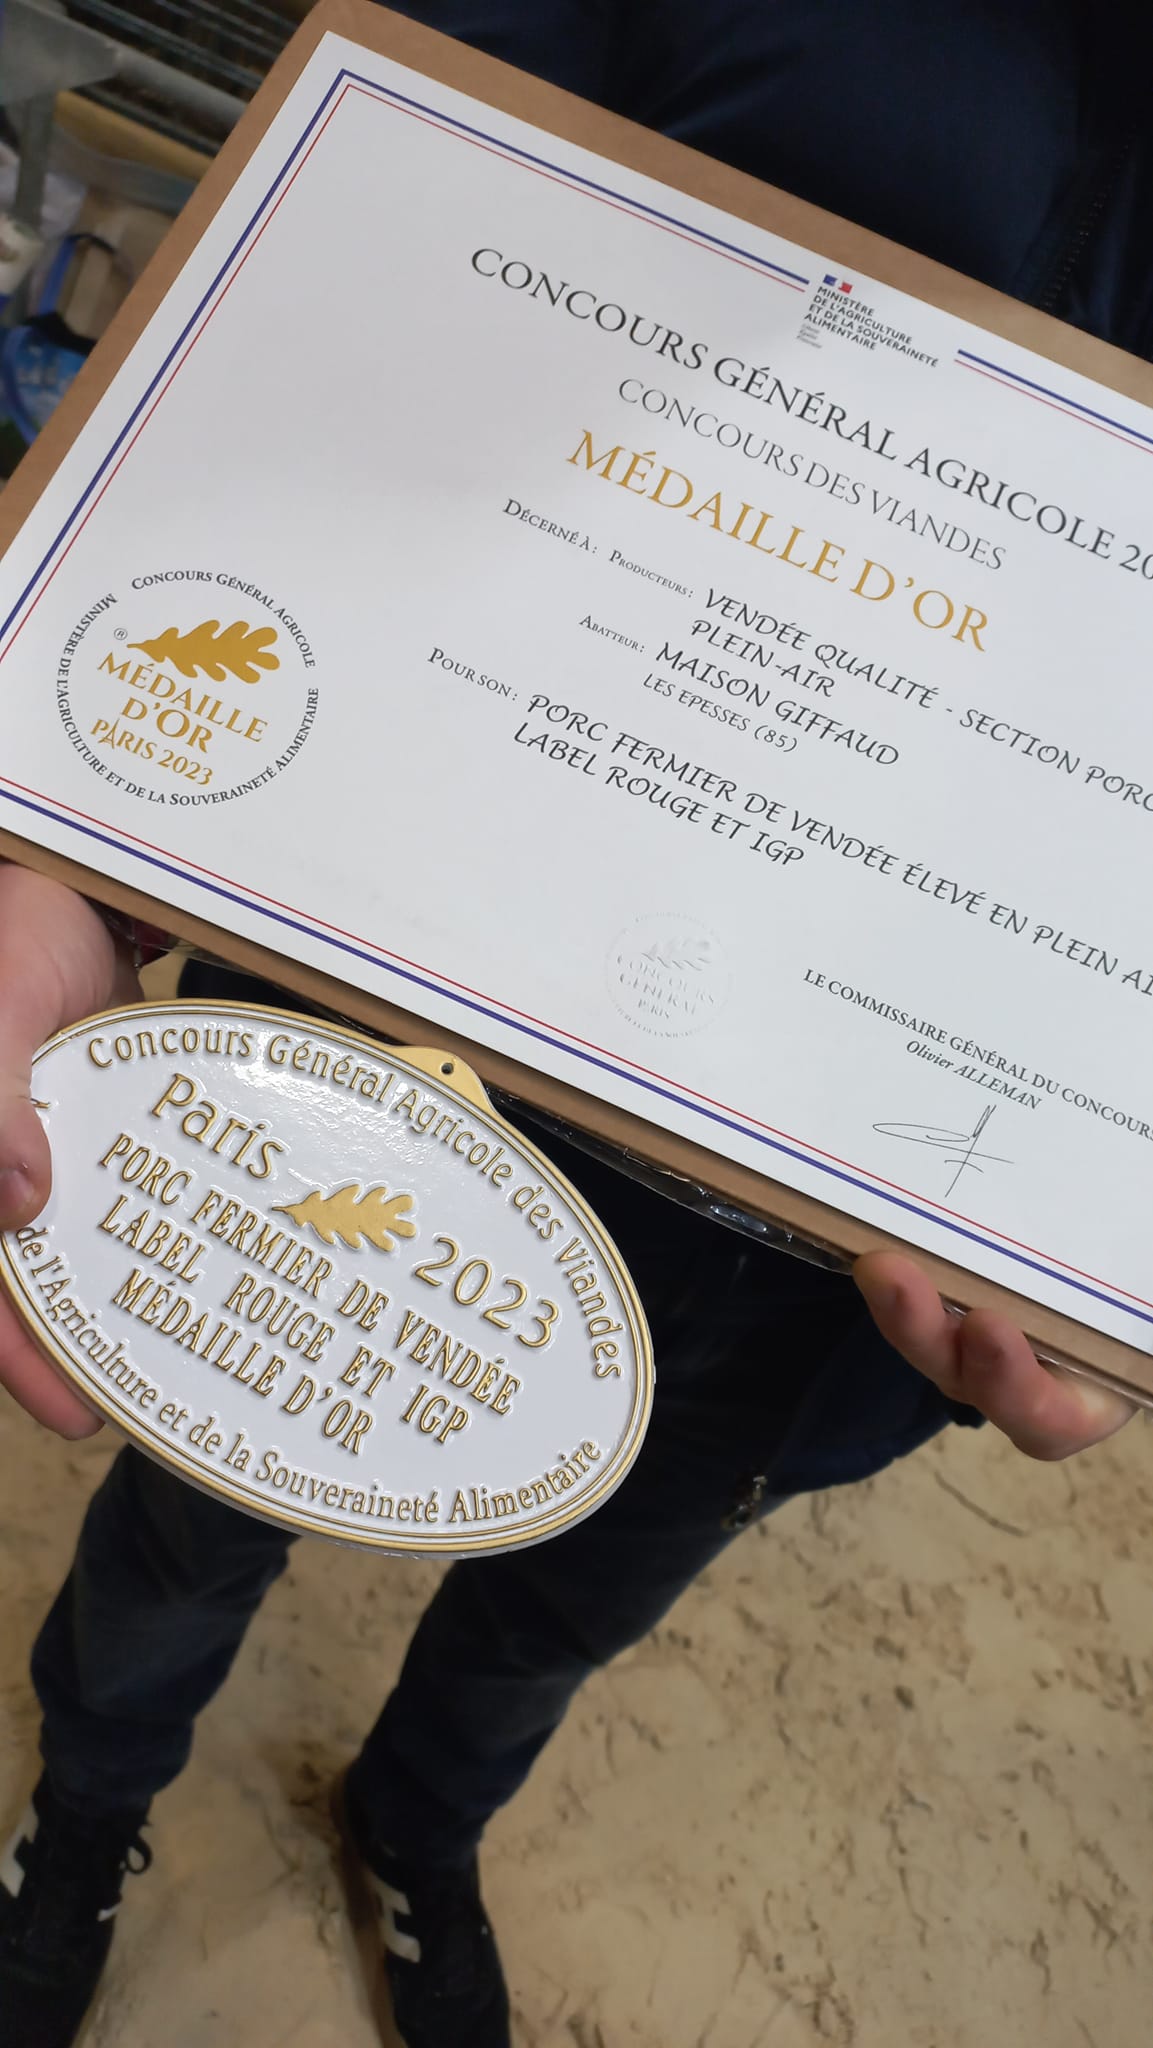 MINISTÈRE
DE L'AGRICULTURE
ET DE LA SOUVERAINETÉ
ALIMENTAIRE
Liberté
Égalité
Fraternité
CONCOURS GÉNÉRAL AGRICOLE 20
CONCOURS DES VIANDES
MÉDAILLE D'OR
DÉCERNÉ À : PRODUCTEURS : VENDÉE QUALITÉ - SECTION PORC
PLEIN-AIR
ABATTEUR : MAISON GIFFAUD
LES EPESSES (85)
POUR SON : PORC FERMIER DE VENDÉE ÉLEVÉ EN PLEIN AI
LABEL ROUGE ET IGP
CONCOURS GÉNÉRAL AGRICOLE
MINISTÈRE DE L'AGRICULTURE ET DE LA SOUVERAINETÉ ALIMENTAIRE
®
MÉDAILLE
D'OR
PARIS 2023
CONCOURS
GÉNÉRAL
PARIS
LE COMMISSAIRE GÉNÉRAL DU CONCOURS
Olivier ALLEMAN
Concours Général Agricole des Viandes
Paris 2023
PORC FERMIER DE VENDÉE
LABEL ROUGE ET IGP
MÉDAILLE D'OR
de l'Agriculture et de la Souveraineté Alimentaire